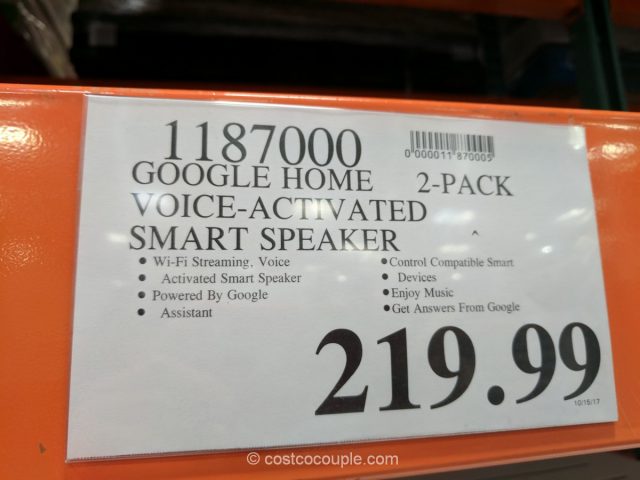 1187000
0 000011 870005
GOOGLE HOME 2-PACK
VOICE-ACTIVATED
SMART SPEAKER
• Wi-Fi Streaming, Voice
• Activated Smart Speaker
• Powered By Google
• Assistant
• Control Compatible Smart
• Devices
• Enjoy Music
• Get Answers From Google
219.99
10/15/17
© costcocouple.com